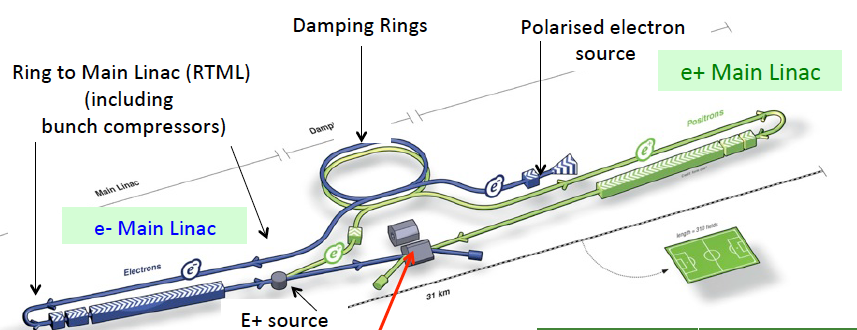 Damping Rings
Polarised electron
source
Ring to Main Linac (RTML)
(including
bunch compressors)
e+ Main Linac
Positrons
Damp
Main Linac
e- Main Linac
Electrons
31 km
E+ source